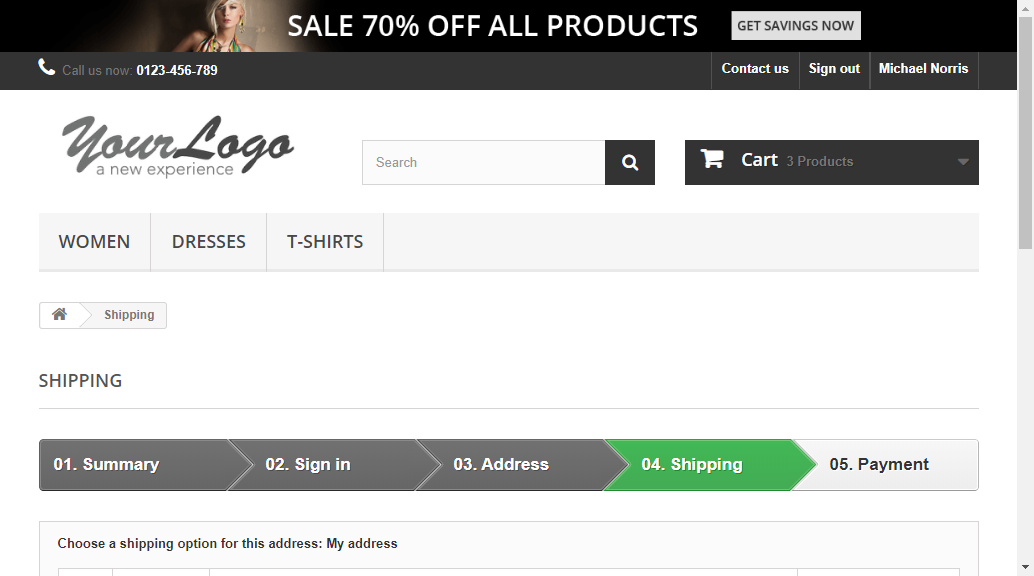 SALE 70% OFF ALL PRODUCTS GET SAVINGS NOW
Call us now: 0123-456-789 Contact us Sign out Michael Norris
YourLogo
a new experience
Search Cart 3 Products
WOMEN DRESSES T-SHIRTS
Shipping
SHIPPING
01. Summary 02. Sign in 03. Address 04. Shipping 05. Payment
Choose a shipping option for this address: My address